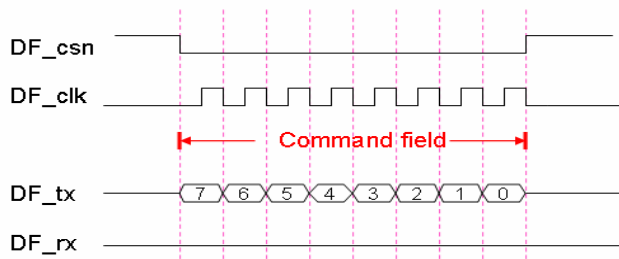 DF_csn
DF_clk
Command field
DF_tx 7 6 5 4 3 2 1 0
DF_rx